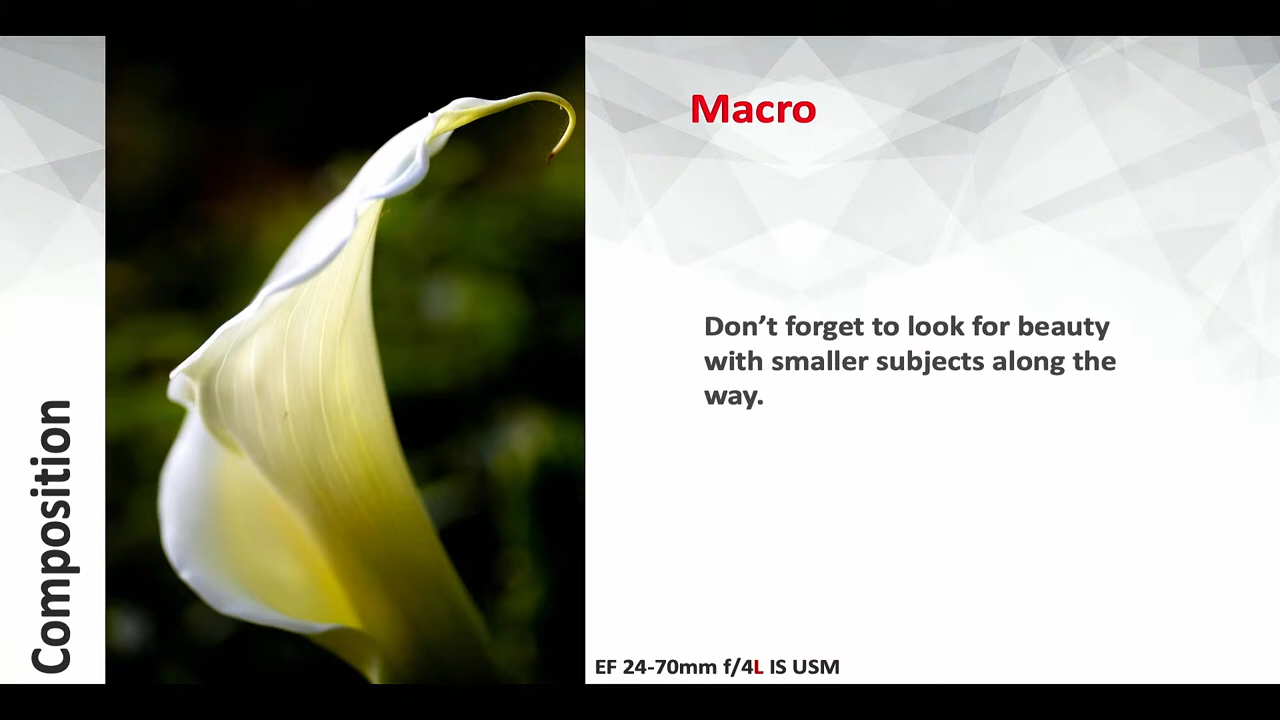 Composition
Macro
Don’t forget to look for beauty
with smaller subjects along the
way.
EF 24-70mm f/4L IS USM